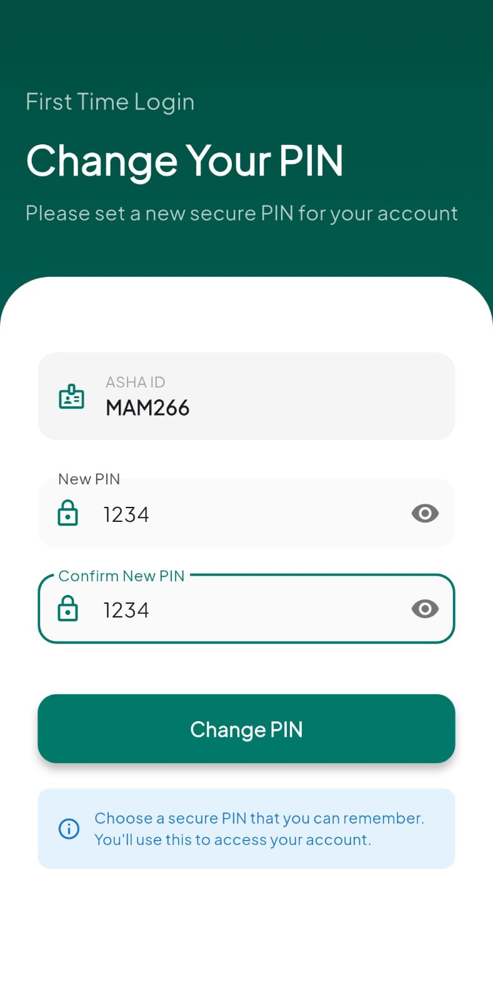 First Time Login
Change Your PIN
Please set a new secure PIN for your account
ASHA ID
MAM266
New PIN
1234
Confirm New PIN
1234
Change PIN
Choose a secure PIN that you can remember.
You'll use this to access your account.